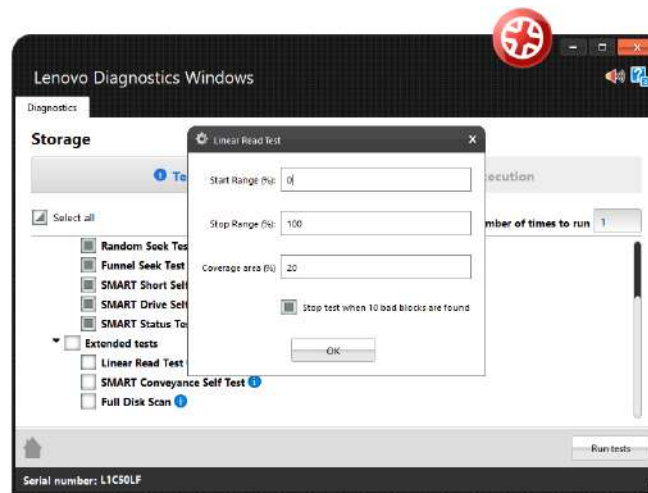 Lenovo Diagnostics Windows
Diagnostics
Storage
Linear Read Test
x
Te
ecution
Start Range (%): 0
Select all
Stop Range (%): 100
mber of times to run 1
Random Seek Tes
Funnel Seek Test
Coverage area (%) 20
SMART Short Self
SMART Drive Self
Stop test when 10 bad blocks are found
SMART Status Te
Extended tests
OK
Linear Read Test
SMART Conveyance Self Test
Full Disk Scan
Run tests
Serial number: L1C50LF